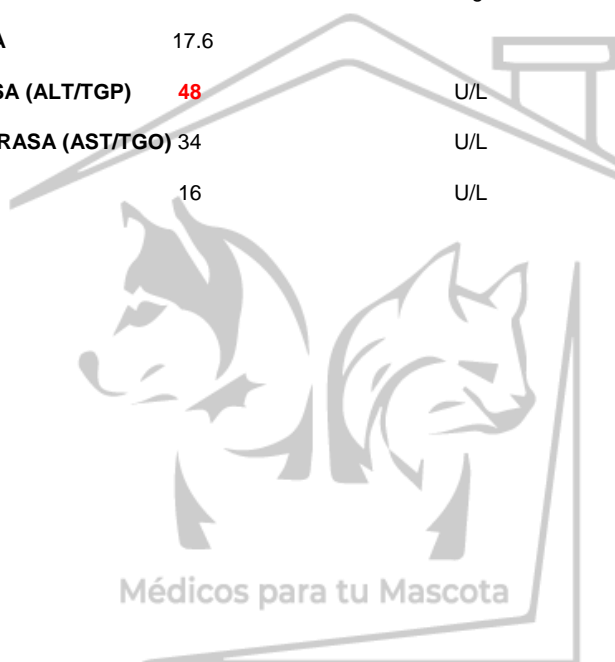 A 17.6
SA (ALT/TGP) 48 U/L
RASA (AST/TGO) 34 U/L
16 U/L
Médicos para tu Mascota